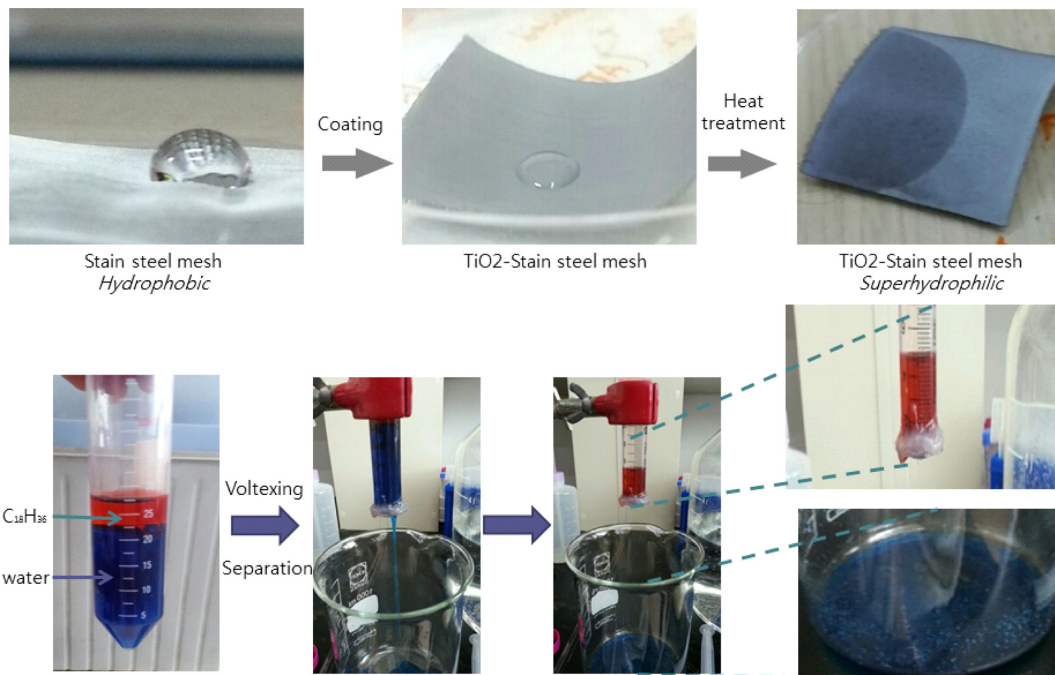 Coating
Heat
treatment
Stain steel mesh
Hydrophobic
TiO2-Stain steel mesh
TiO2-Stain steel mesh
Superhydrophilic
C₁₈H₃₆
water
25
20
15
10
5
Voltexing
Separation